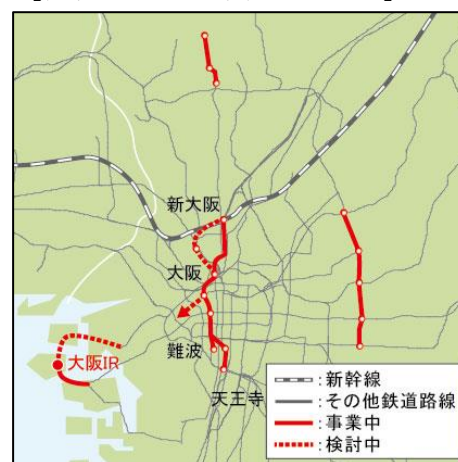 新大阪
大阪
難波
大阪IR
天王寺
:新幹線
:その他鉄道路線
:事業中
:検討中